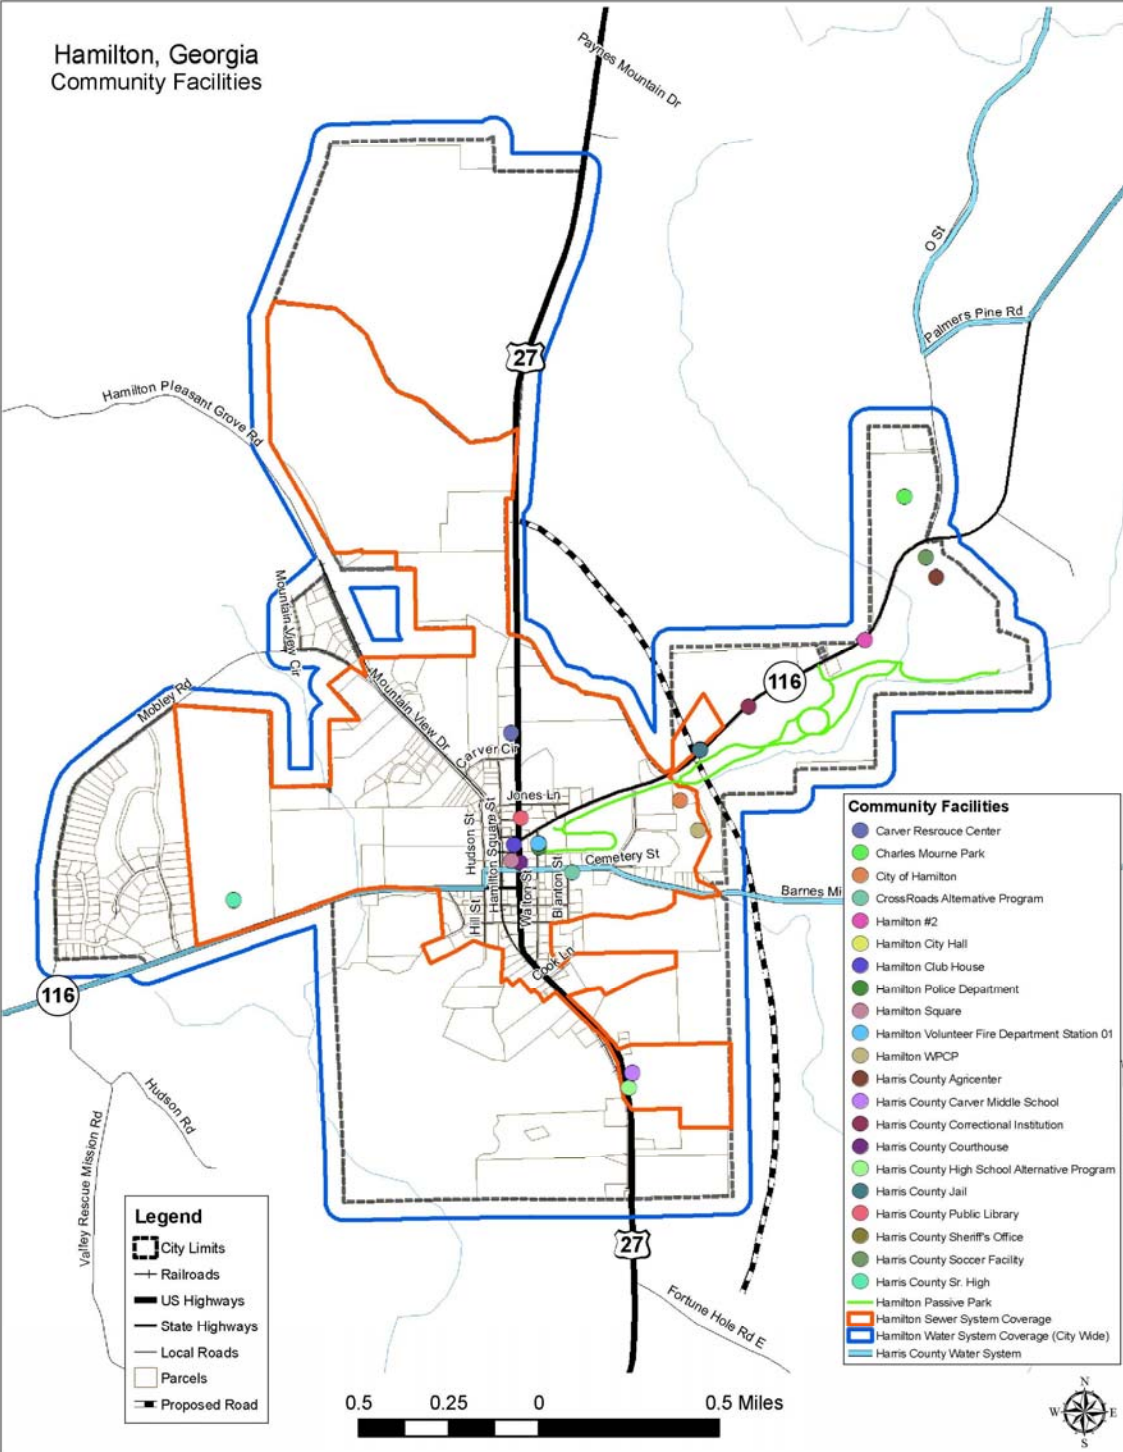 Hamilton, Georgia
Community Facilities
Paynes Mountain Dr
O St
Palmers Pine Rd
27
Hamilton Pleasant Grove Rd
Mountain View Cir
116
Mobley Rd
Mountain View Dr
Carver Cir
Jones Ln
Hudson St
Hamilton Square St
Cemetery St
Barnes Mi
Hill St
Walton St
Blanton St
Cook Ln
116
Hudson Rd
Valley Rescue Mission Rd
27
Fortune Hole Rd E
Community Facilities
Carver Resrouce Center
Charles Mourne Park
City of Hamilton
CrossRoads Alternative Program
Hamilton #2
Hamilton City Hall
Hamilton Club House
Hamilton Police Department
Hamilton Square
Hamilton Volunteer Fire Department Station 01
Hamilton WPCP
Harris County Agricenter
Harris County Carver Middle School
Harris County Correctional Institution
Harris County Courthouse
Harris County High School Alternative Program
Harris County Jail
Harris County Public Library
Harris County Sheriff's Office
Harris County Soccer Facility
Harris County Sr. High
Hamilton Passive Park
Hamilton Sewer System Coverage
Hamilton Water System Coverage (City Wide)
Harris County Water System
Legend
City Limits
Railroads
US Highways
State Highways
Local Roads
Parcels
Proposed Road
0.5 0.25 0 0.5 Miles
N
W E
S